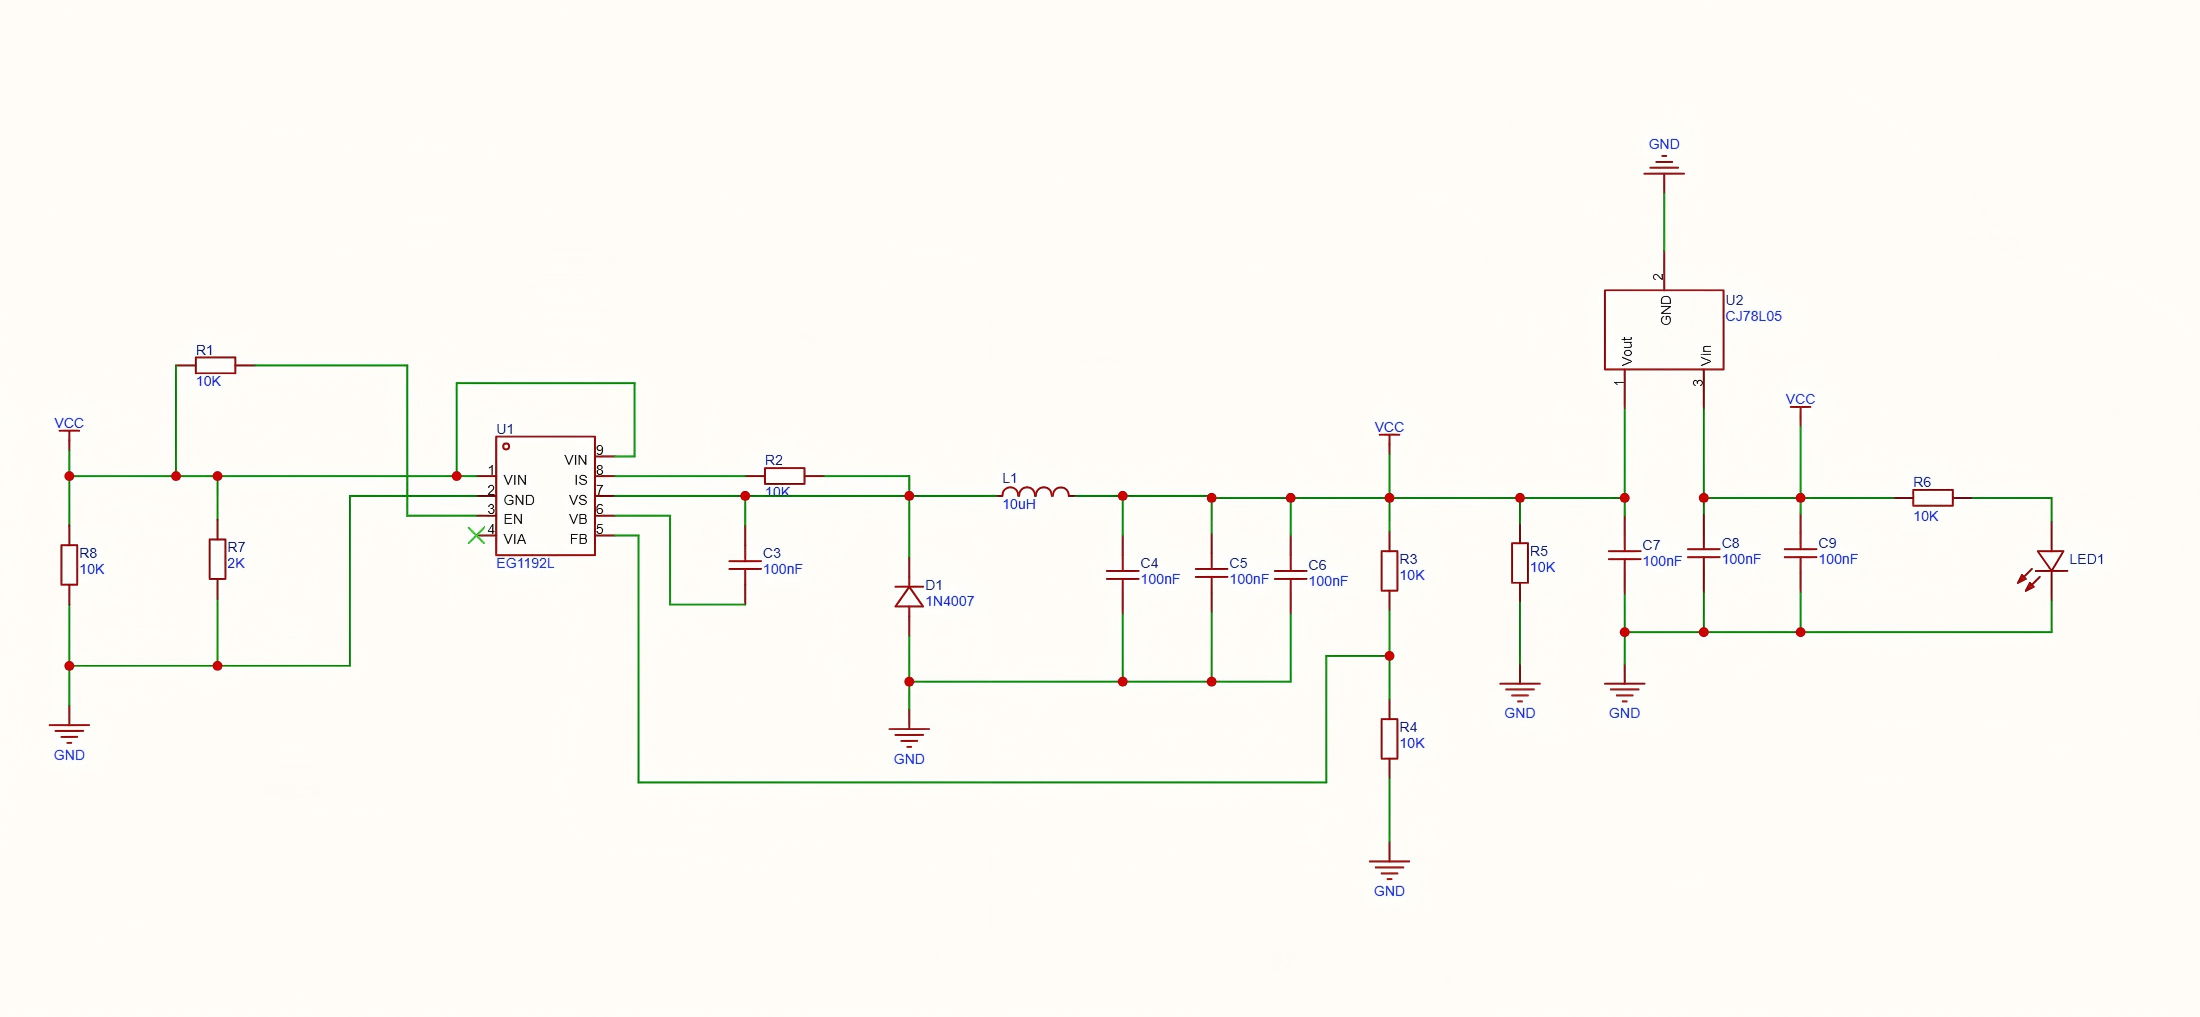 GND
2
GND
U2
CJ78L05
Vout
Vin
1
3
R1
10K
VCC
VCC
VCC
U1
9
VIN
1
VIN
8
IS
2
GND
7
VS
3
EN
6
VB
4
VIA
5
FB
EG1192L
R2
10K
L1
10uH
R6
10K
R8
10K
R7
2K
C3
100nF
D1
1N4007
C4
100nF
C5
100nF
C6
100nF
R3
10K
R5
10K
C7
100nF
C8
100nF
C9
100nF
LED1
R4
10K
GND
GND
GND
GND
GND